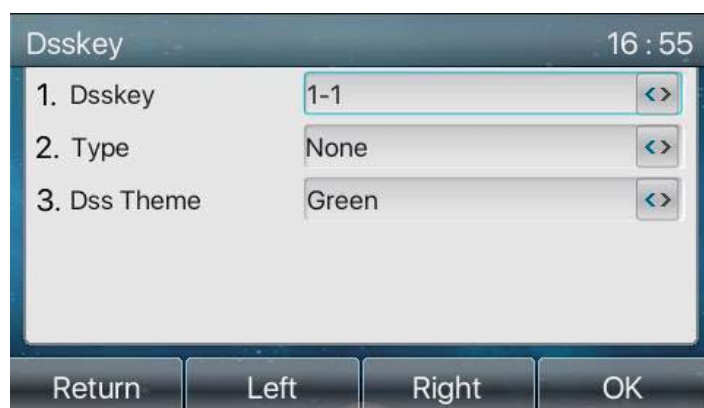 Dsskey 16 : 55
1. Dsskey 1-1 <>
2. Type None <>
3. Dss Theme Green <>
Return Left Right OK